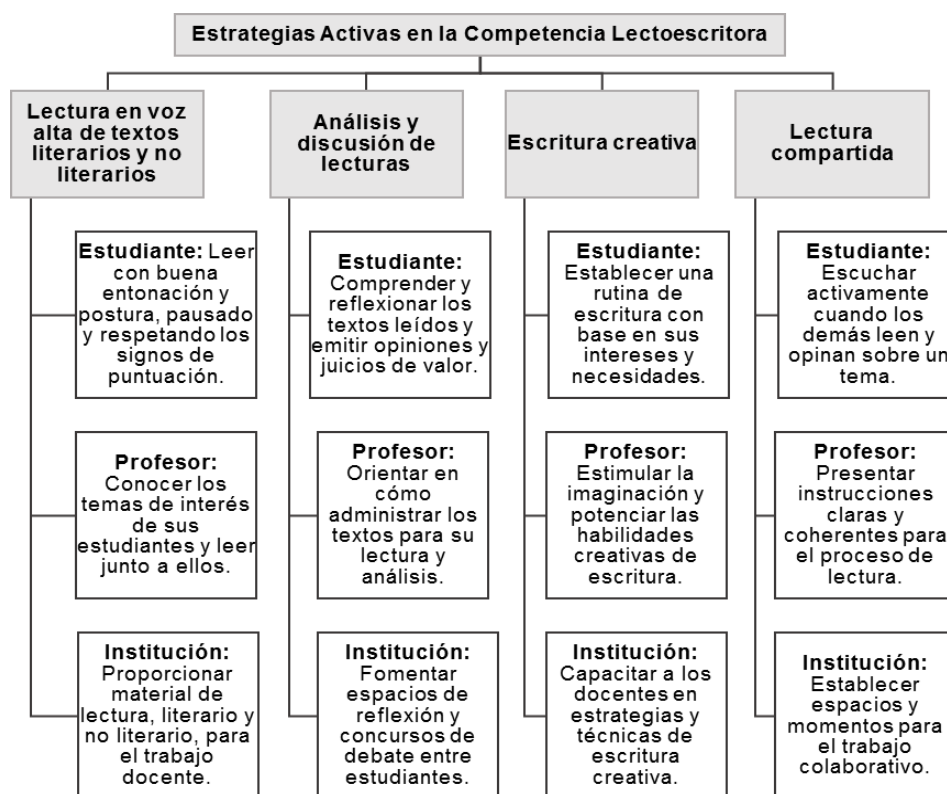 Estrategias Activas en la Competencia Lectoescritora
Lectura en voz
alta de textos
literarios y no
literarios
Estudiante: Leer
con buena
entonación y
postura, pausado
y respetando los
signos de
puntuación.
Profesor:
Conocer los
temas de interés
de sus
estudiantes y leer
junto a ellos.
Institución:
Proporcionar
material de
lectura, literario y
no literario, para
el trabajo
docente.
Análisis y
discusión de
lecturas
Estudiante:
Comprender y
reflexionar los
textos leídos y
emitir opiniones y
juicios de valor.
Profesor:
Orientar en
cómo
administrar los
textos para su
lectura y
análisis.
Institución:
Fomentar
espacios de
reflexión y
concursos de
debate entre
estudiantes.
Escritura creativa
Estudiante:
Establecer una
rutina de
escritura con
base en sus
intereses y
necesidades.
Profesor:
Estimular la
imaginación y
potenciar las
habilidades
creativas de
escritura.
Institución:
Capacitar a los
docentes en
estrategias y
técnicas de
escritura
creativa.
Lectura
compartida
Estudiante:
Escuchar
activamente
cuando los
demás leen y
opinan sobre un
tema.
Profesor:
Presentar
instrucciones
claras y
coherentes para
el proceso de
lectura.
Institución:
Establecer
espacios y
momentos para
el trabajo
colaborativo.